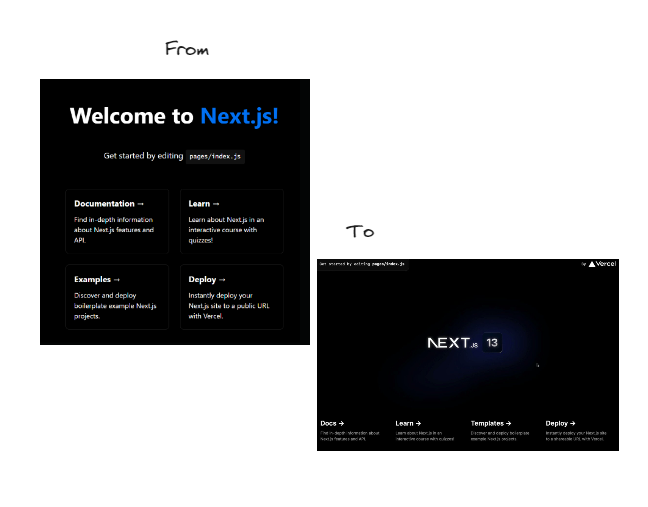 From
Welcome to Next.js!
Get started by editing pages/index.js
Documentation →
Find in-depth information
about Next.js features and
API.
Learn →
Learn about Next.js in an
interactive course with
quizzes!
Examples →
Discover and deploy
boilerplate example Next.js
projects.
Deploy →
Instantly deploy your
Next.js site to a public URL
with Vercel.
To
Get started by editing pages/index.js
By Vercel
NEXT.JS 13
Docs →
Find in-depth information about
Next.js features and API.
Learn →
Learn about Next.js in an
interactive course with quizzes!
Templates →
Discover and deploy boilerplate
example Next.js projects.
Deploy →
Instantly deploy your Next.js site
to a shareable URL with Vercel.